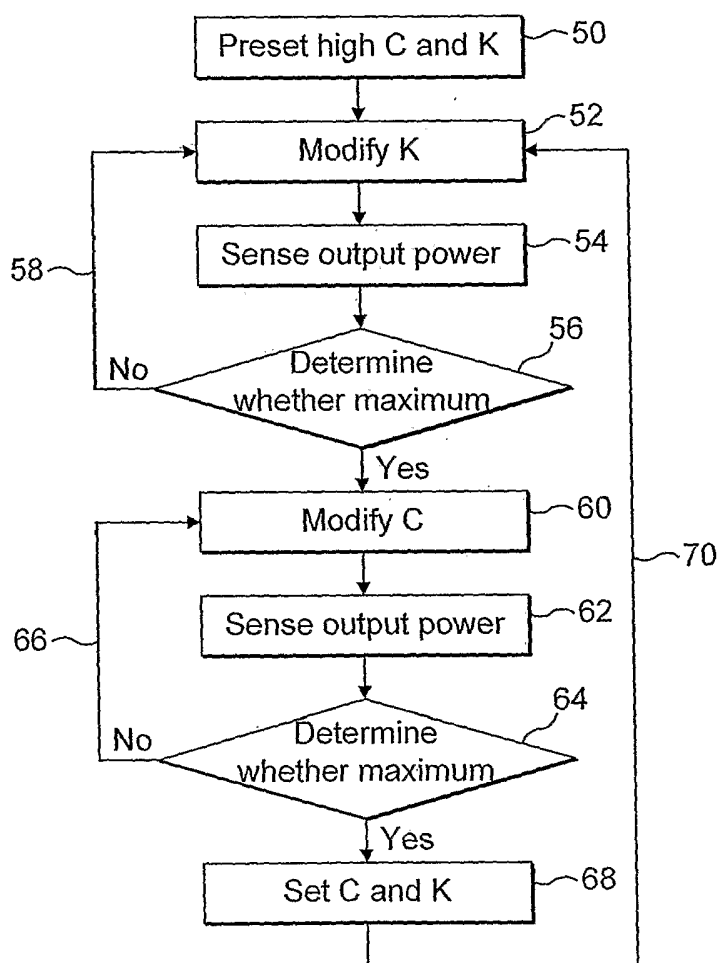 Preset high C and K
50
52
Modify K
Sense output power
54
58
56
Determine
whether maximum
No
Yes
Modify C
60
70
Sense output power
62
66
64
Determine
whether maximum
No
Yes
Set C and K
68